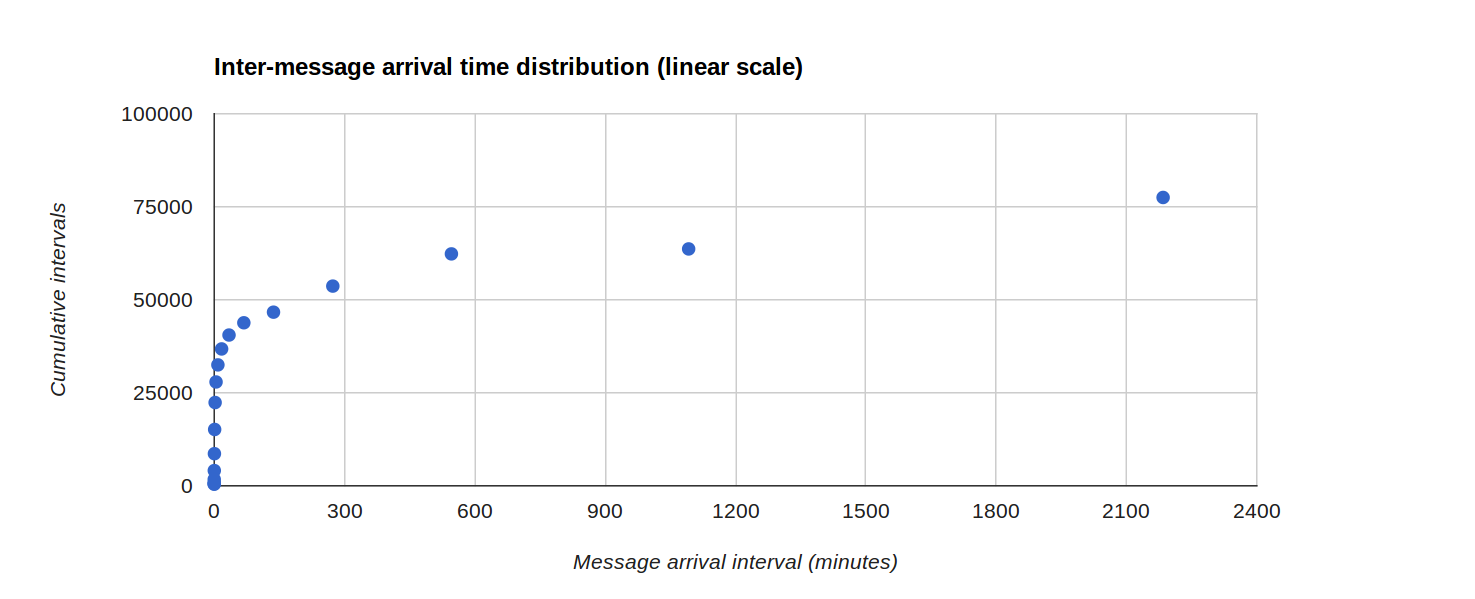 Inter-message arrival time distribution (linear scale)
100000
75000
50000
25000
0
Cumulative intervals
0 300 600 900 1200 1500 1800 2100 2400
Message arrival interval (minutes)